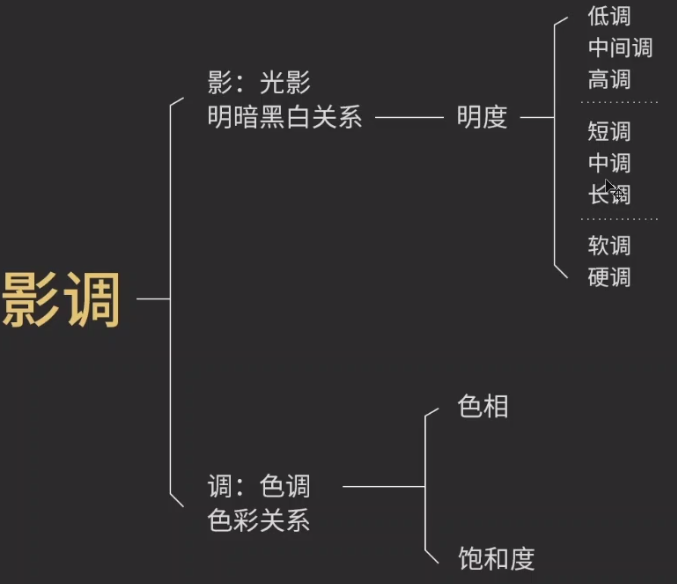 影调
影：光影
明暗黑白关系
明度
低调
中间调
高调
短调
中调
长调
软调
硬调
调：色调
色彩关系
色相
饱和度